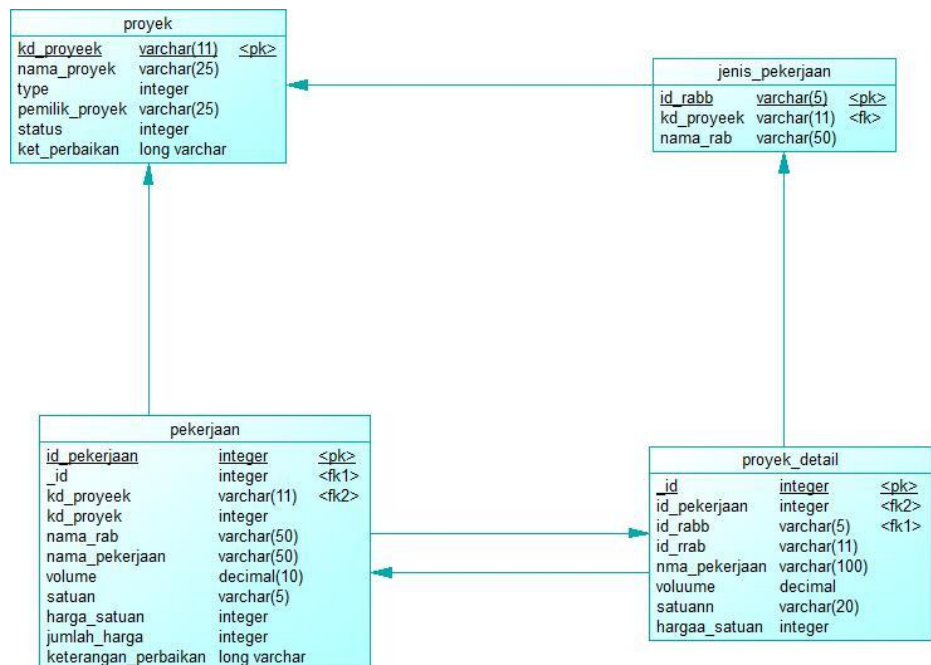 proyek
kd_proyeek varchar(11) <pk>
nama_proyek varchar(25)
type integer
pemilik_proyek varchar(25)
status integer
ket_perbaikan long varchar
jenis_pekerjaan
id_rabb varchar(5) <pk>
kd_proyeek varchar(11) <fk>
nama_rab varchar(50)
pekerjaan
id_pekerjaan integer <pk>
_id integer <fk1>
kd_proyeek varchar(11) <fk2>
kd_proyek integer
nama_rab varchar(50)
nama_pekerjaan varchar(50)
volume decimal(10)
satuan varchar(5)
harga_satuan integer
jumlah_harga integer
keterangan_perbaikan long varchar
proyek_detail
_id integer <pk>
id_pekerjaan integer <fk2>
id_rabb varchar(5) <fk1>
id_rrab varchar(11)
nma_pekerjaan varchar(100)
voluume decimal
satuann varchar(20)
hargaa_satuan integer